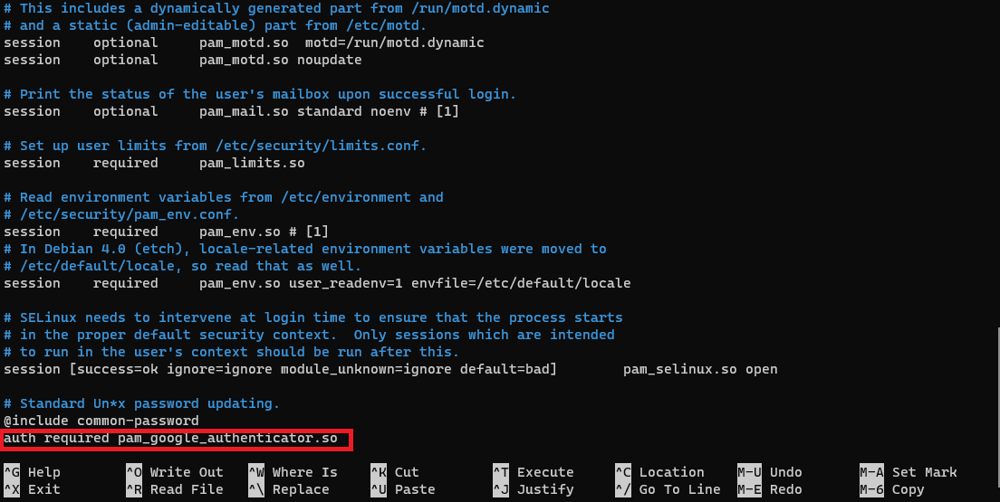 # This includes a dynamically generated part from /run/motd.dynamic
# and a static (admin-editable) part from /etc/motd.
session    optional     pam_motd.so  motd=/run/motd.dynamic
session    optional     pam_motd.so noupdate

# Print the status of the user's mailbox upon successful login.
session    optional     pam_mail.so standard noenv # [1]

# Set up user limits from /etc/security/limits.conf.
session    required     pam_limits.so

# Read environment variables from /etc/environment and
# /etc/security/pam_env.conf.
session    required     pam_env.so # [1]
# In Debian 4.0 (etch), locale-related environment variables were moved to
# /etc/default/locale, so read that as well.
session    required     pam_env.so user_readenv=1 envfile=/etc/default/locale

# SELinux needs to intervene at login time to ensure that the process starts
# in the proper default security context.  Only sessions which are intended
# to run in the user's context should be run after this.
session [success=ok ignore=ignore module_unknown=ignore default=bad]        pam_selinux.so open

# Standard Un*x password updating.
@include common-password
auth required pam_google_authenticator.so

^G Help ^O Write Out ^W Where Is ^K Cut ^T Execute ^C Location M-U Undo M-A Set Mark
^X Exit ^R Read File ^\ Replace ^U Paste ^J Justify ^/ Go To Line M-E Redo M-6 Copy